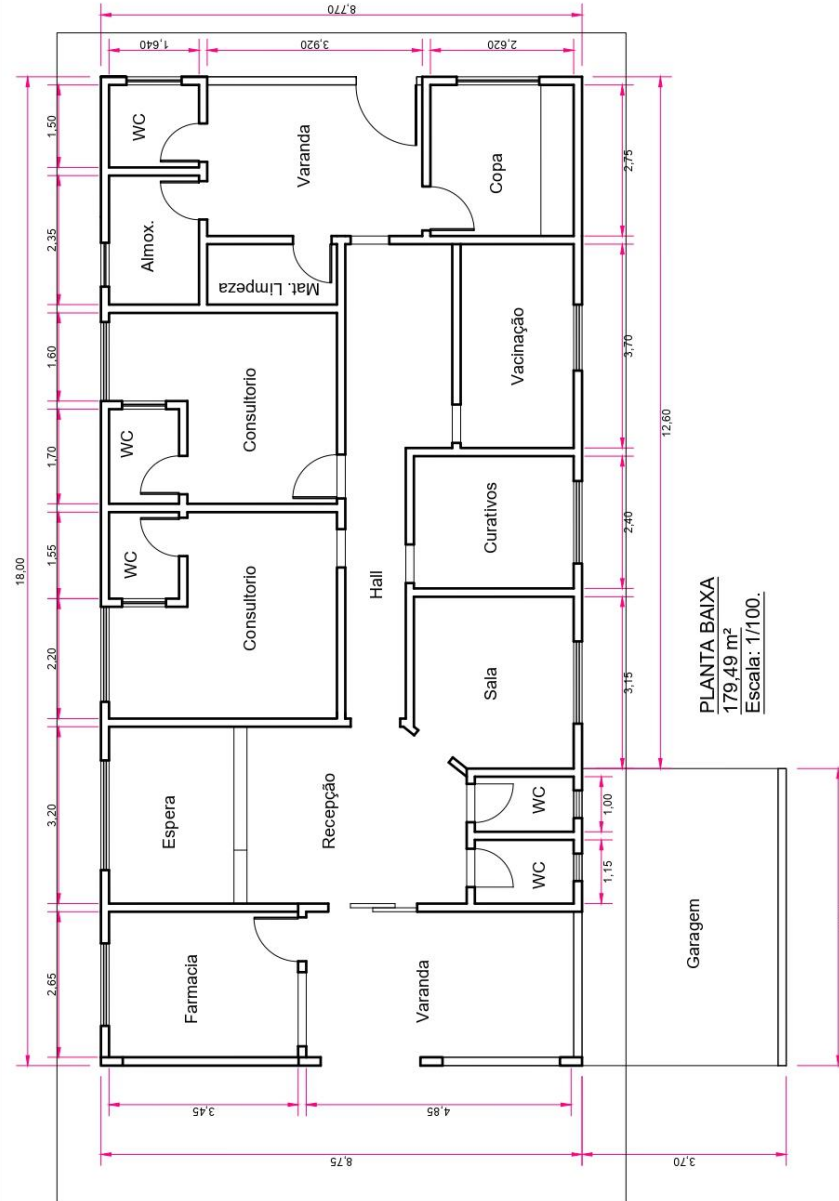 8,770
1,640
3,920
2,620
18,00
1,50
2,35
1,60
1,70
1,55
2,20
3,20
2,65
WC
Almox.
Varanda
Copa
Mat. Limpeza
Consultorio
WC
Vacinação
WC
Consultorio
Hall
Curativos
Sala
Espera
Recepção
WC
WC
Farmacia
Varanda
Garagem
2,75
3,70
2,40
3,15
1,00
1,15
12,60
3,45
4,85
8,75
3,70
PLANTA BAIXA
179,49 m²
Escala: 1/100.